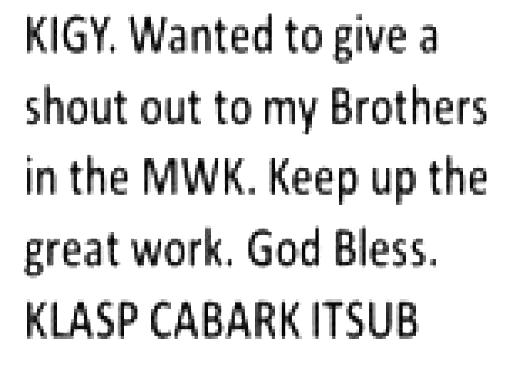 KIGY. Wanted to give a
shout out to my Brothers
in the MWK. Keep up the
great work. God Bless.
KLASP CABARK ITSUB